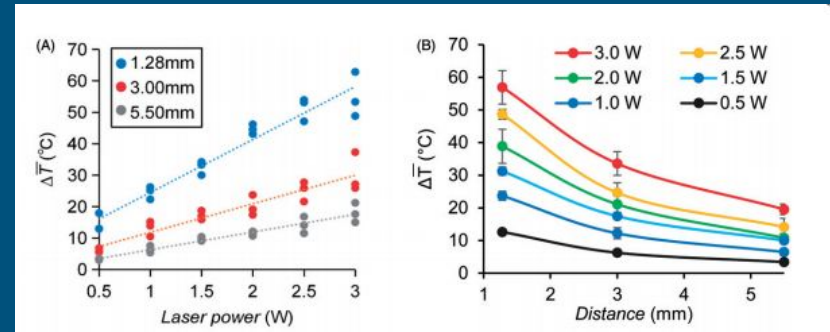 (A)
70
60
50
40
30
20
10
0
ΔT̅ (°C)
1.28mm
3.00mm
5.50mm
0.5
1
1.5
2
2.5
3
Laser power (W)
(B)
70
60
50
40
30
20
10
0
ΔT̅ (°C)
3.0 W
2.5 W
2.0 W
1.5 W
1.0 W
0.5 W
1
2
3
4
5
Distance (mm)